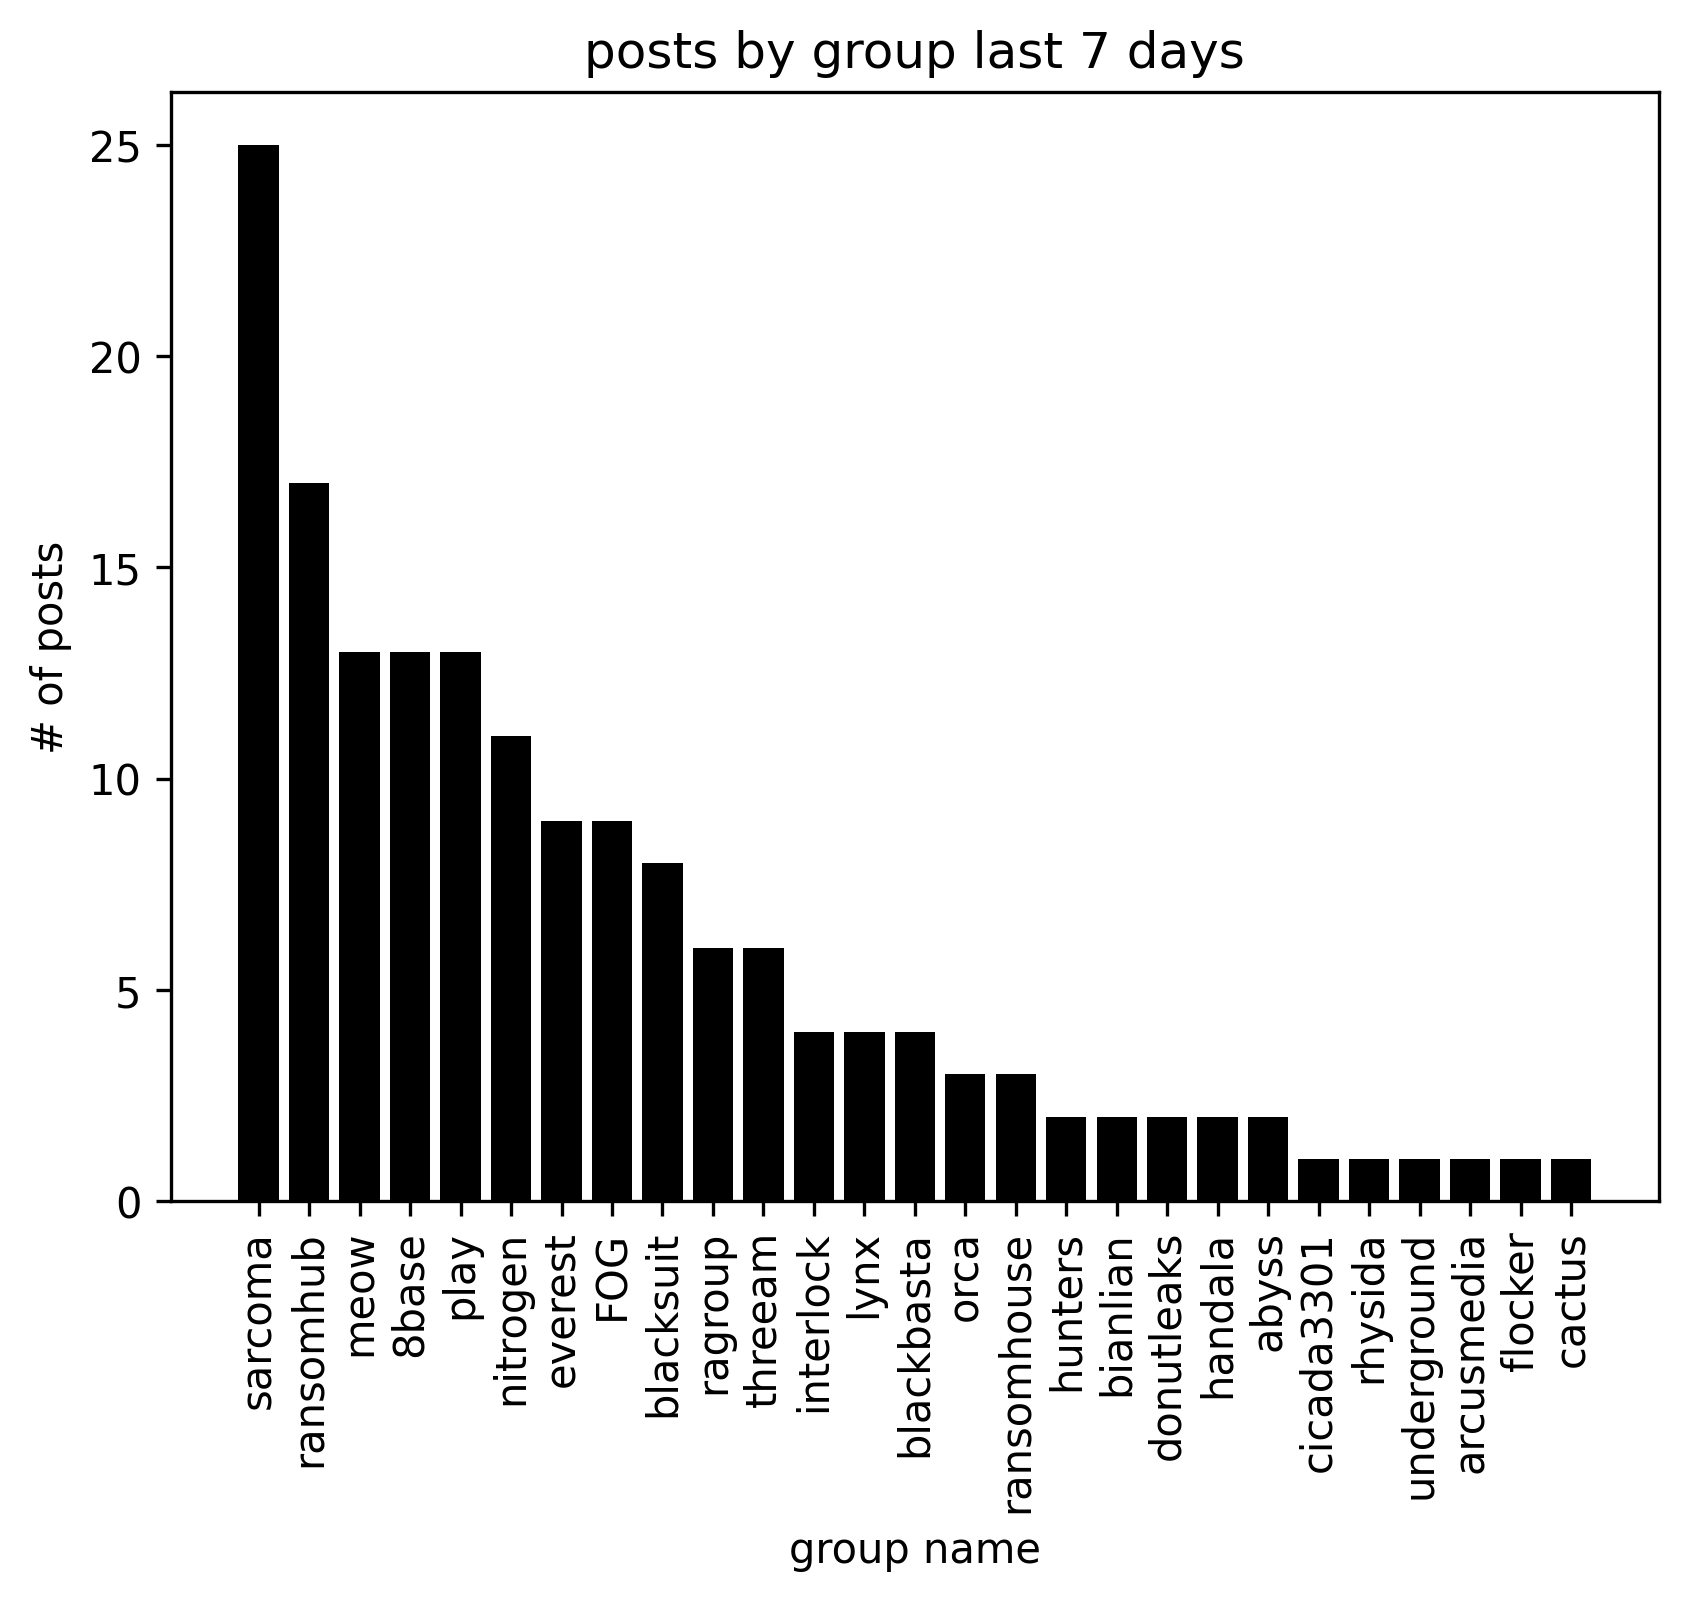 posts by group last 7 days
# of posts
25
20
15
10
5
0
sarcoma
ransomhub
meow
8base
play
nitrogen
everest
FOG
blacksuit
ragroup
threeam
interlock
lynx
blackbasta
orca
ransomhouse
hunters
bianlian
donutleaks
handala
abyss
cicada3301
rhysida
underground
arcusmedia
flocker
cactus
group name